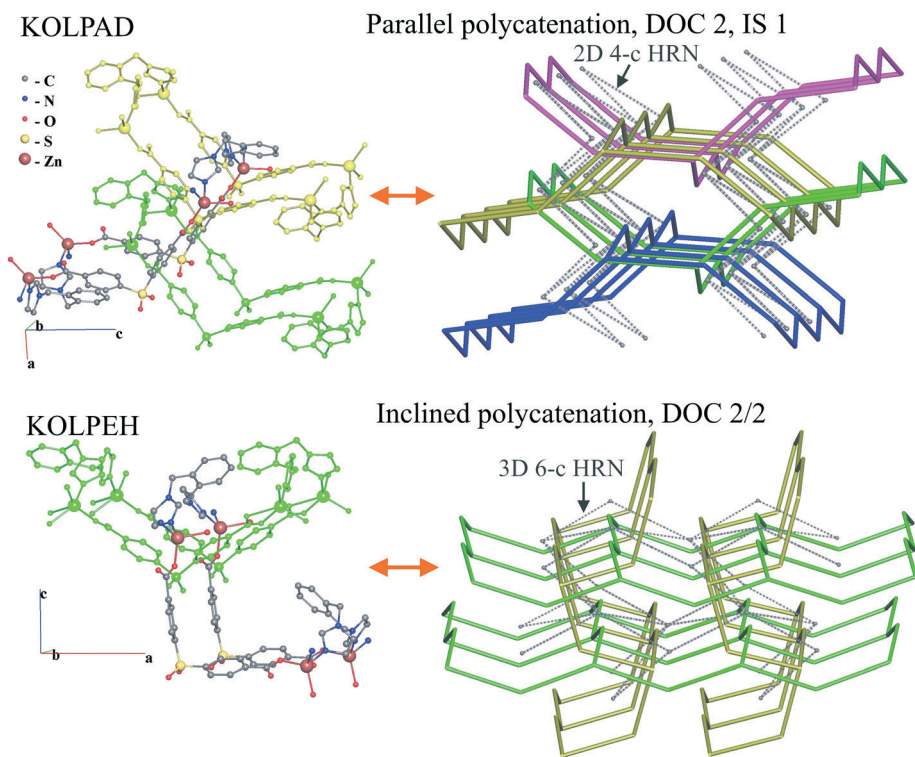 KOLPAD
Parallel polycatenation, DOC 2, IS 1
2D 4-c HRN
- C
- N
- O
- S
- Zn
b
c
a
KOLPEH
Inclined polycatenation, DOC 2/2
3D 6-c HRN
c
b
a